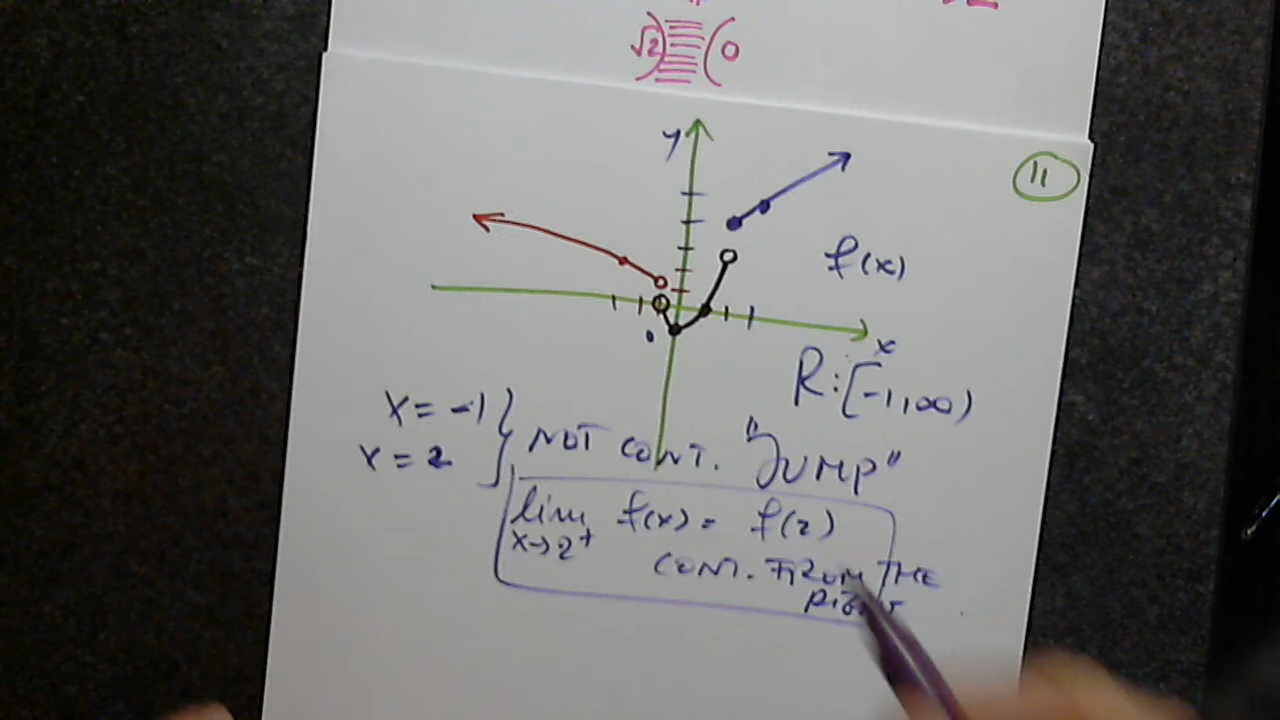 √2 ) ( 0
y
11
f(x)
x
R: [-1, ∞)
x = -1 } NOT CONT. "JUMP"
x = 2
lim f(x) = f(2)
x→2⁺
CONT. FROM THE
RIGHT